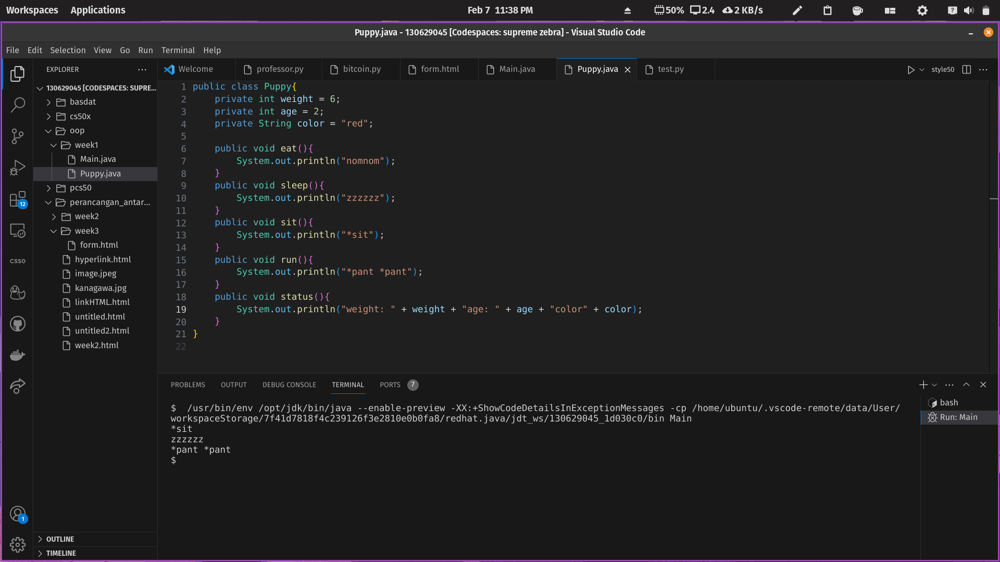 Workspaces Applications Feb 7 11:38 PM 50% 2.4 2 KB/s ?
Puppy.java - 130629045 [Codespaces: supreme zebra] - Visual Studio Code
File Edit Selection View Go Run Terminal Help
EXPLORER
130629045 [CODESPACES: SUPRE...
basdat
cs50x
oop
week1
Main.java
Puppy.java
pcs50
perancangan_antar...
week2
week3
form.html
hyperlink.html
image.jpeg
kanagawa.jpg
linkHTML.html
untitled.html
untitled2.html
week2.html
OUTLINE
TIMELINE
12
CS50
1
Welcome professor.py bitcoin.py form.html Main.java Puppy.java test.py style50
1 public class Puppy{
2     private int weight = 6;
3     private int age = 2;
4     private String color = "red";
5
6     public void eat(){
7         System.out.println("nomnom");
8     }
9     public void sleep(){
10         System.out.println("zzzzzz");
11     }
12     public void sit(){
13         System.out.println("*sit");
14     }
15     public void run(){
16         System.out.println("*pant *pant");
17     }
18     public void status(){
19         System.out.println("weight: " + weight + "age: " + age + "color" + color);
20     }
21 }
22
PROBLEMS OUTPUT DEBUG CONSOLE TERMINAL PORTS 7
$  /usr/bin/env /opt/jdk/bin/java --enable-preview -XX:+ShowCodeDetailsInExceptionMessages -cp /home/ubuntu/.vscode-remote/data/User/
workspaceStorage/7f41d7818f4c239126f3e2810e0b0fa8/redhat.java/jdt_ws/130629045_1d030c0/bin Main
*sit
zzzzzz
*pant *pant
$
bash
Run: Main